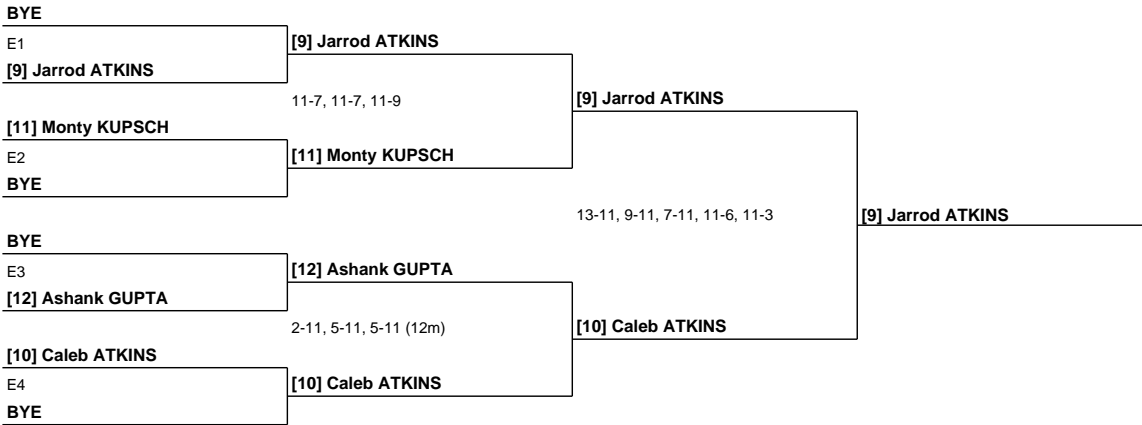 BYE
E1
[9] Jarrod ATKINS
[9] Jarrod ATKINS
11-7, 11-7, 11-9
[9] Jarrod ATKINS
[11] Monty KUPSCH
E2
[11] Monty KUPSCH
BYE
13-11, 9-11, 7-11, 11-6, 11-3
[9] Jarrod ATKINS
BYE
E3
[12] Ashank GUPTA
[12] Ashank GUPTA
2-11, 5-11, 5-11 (12m)
[10] Caleb ATKINS
[10] Caleb ATKINS
E4
[10] Caleb ATKINS
BYE